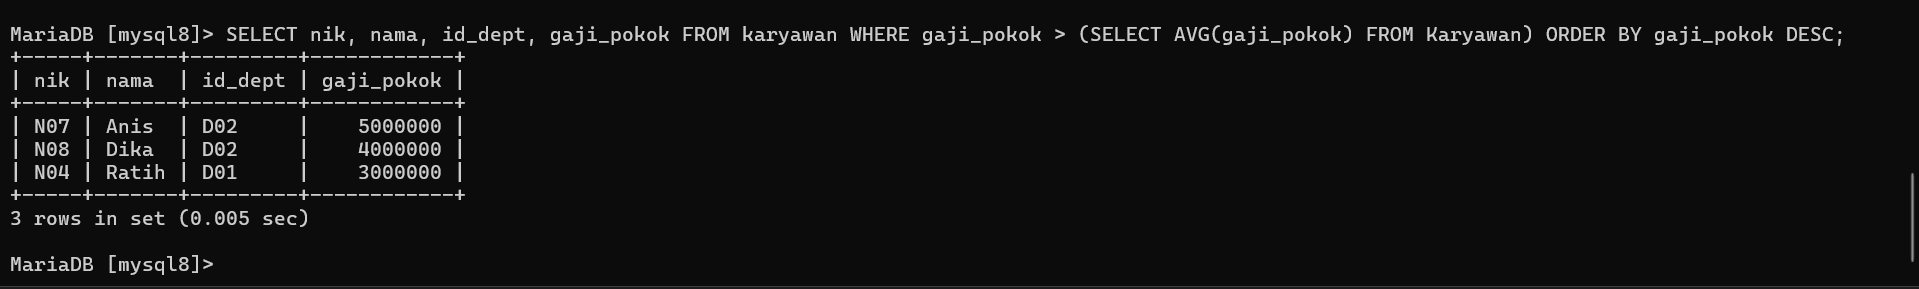 MariaDB [mysql8]> SELECT nik, nama, id_dept, gaji_pokok FROM karyawan WHERE gaji_pokok > (SELECT AVG(gaji_pokok) FROM Karyawan) ORDER BY gaji_pokok DESC;
+-----+-------+---------+------------+
| nik | nama  | id_dept | gaji_pokok |
+-----+-------+---------+------------+
| N07 | Anis  | D02     |    5000000 |
| N08 | Dika  | D02     |    4000000 |
| N04 | Ratih | D01     |    3000000 |
+-----+-------+---------+------------+
3 rows in set (0.005 sec)
MariaDB [mysql8]>